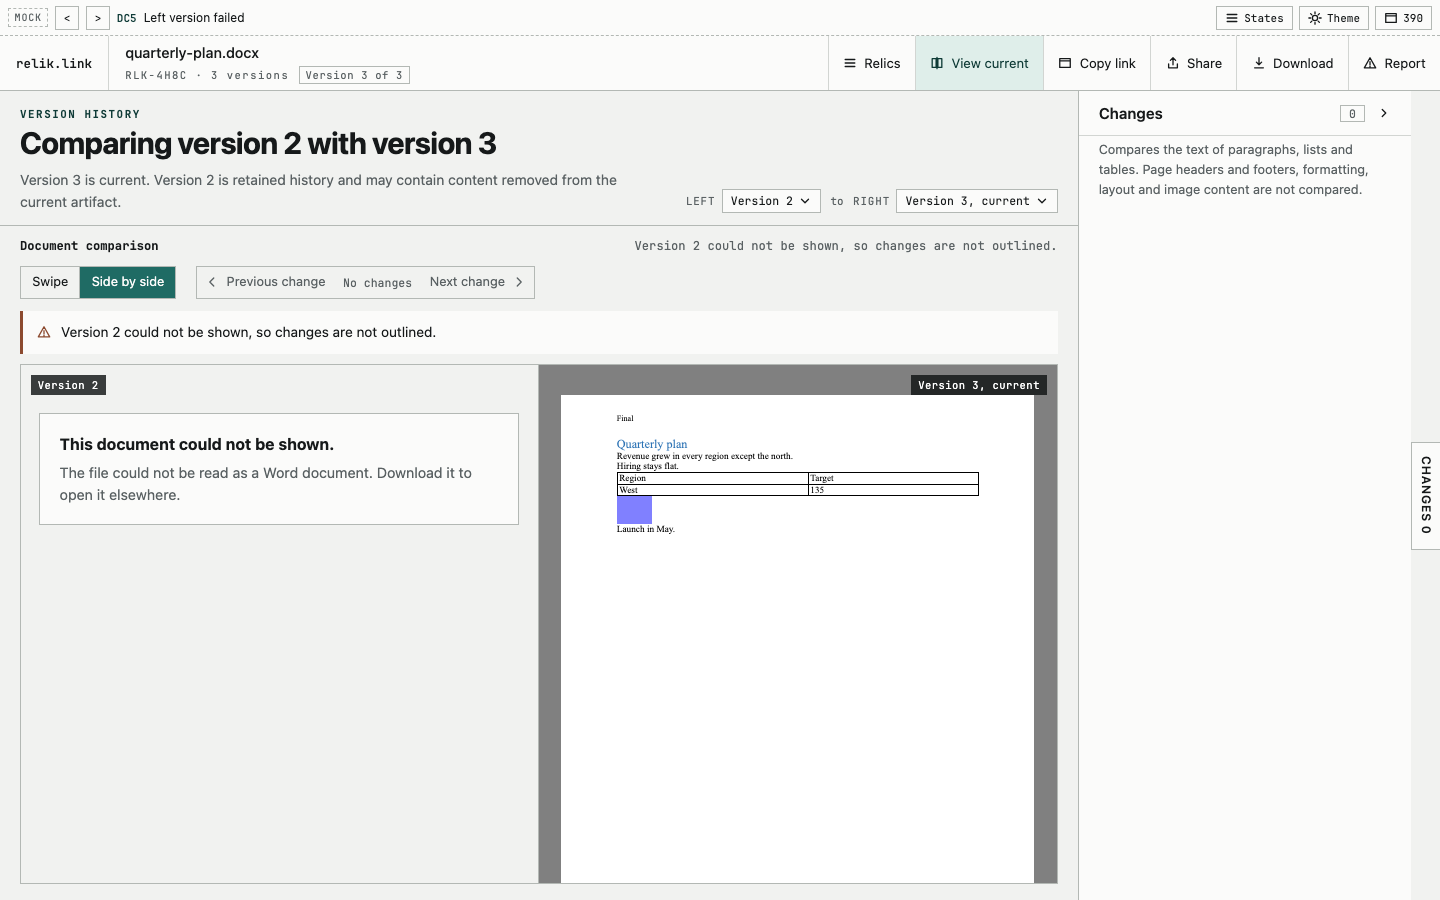 MOCK < > DC5 Left version failed States Theme 390
relik.link quarterly-plan.docx
RLK-4H8C · 3 versions Version 3 of 3
Relics View current Copy link Share Download Report
VERSION HISTORY
Comparing version 2 with version 3
Version 3 is current. Version 2 is retained history and may contain content removed from the
current artifact.
LEFT Version 2 to RIGHT Version 3, current
Document comparison Version 2 could not be shown, so changes are not outlined.
Swipe Side by side Previous change No changes Next change
Version 2 could not be shown, so changes are not outlined.
Version 2
This document could not be shown.
The file could not be read as a Word document. Download it to
open it elsewhere.
Version 3, current
Final
Quarterly plan
Revenue grew in every region except the north.
Hiring stays flat.
Region Target
West 135
Launch in May.
Changes 0
Compares the text of paragraphs, lists and
tables. Page headers and footers, formatting,
layout and image content are not compared.
CHANGES 0